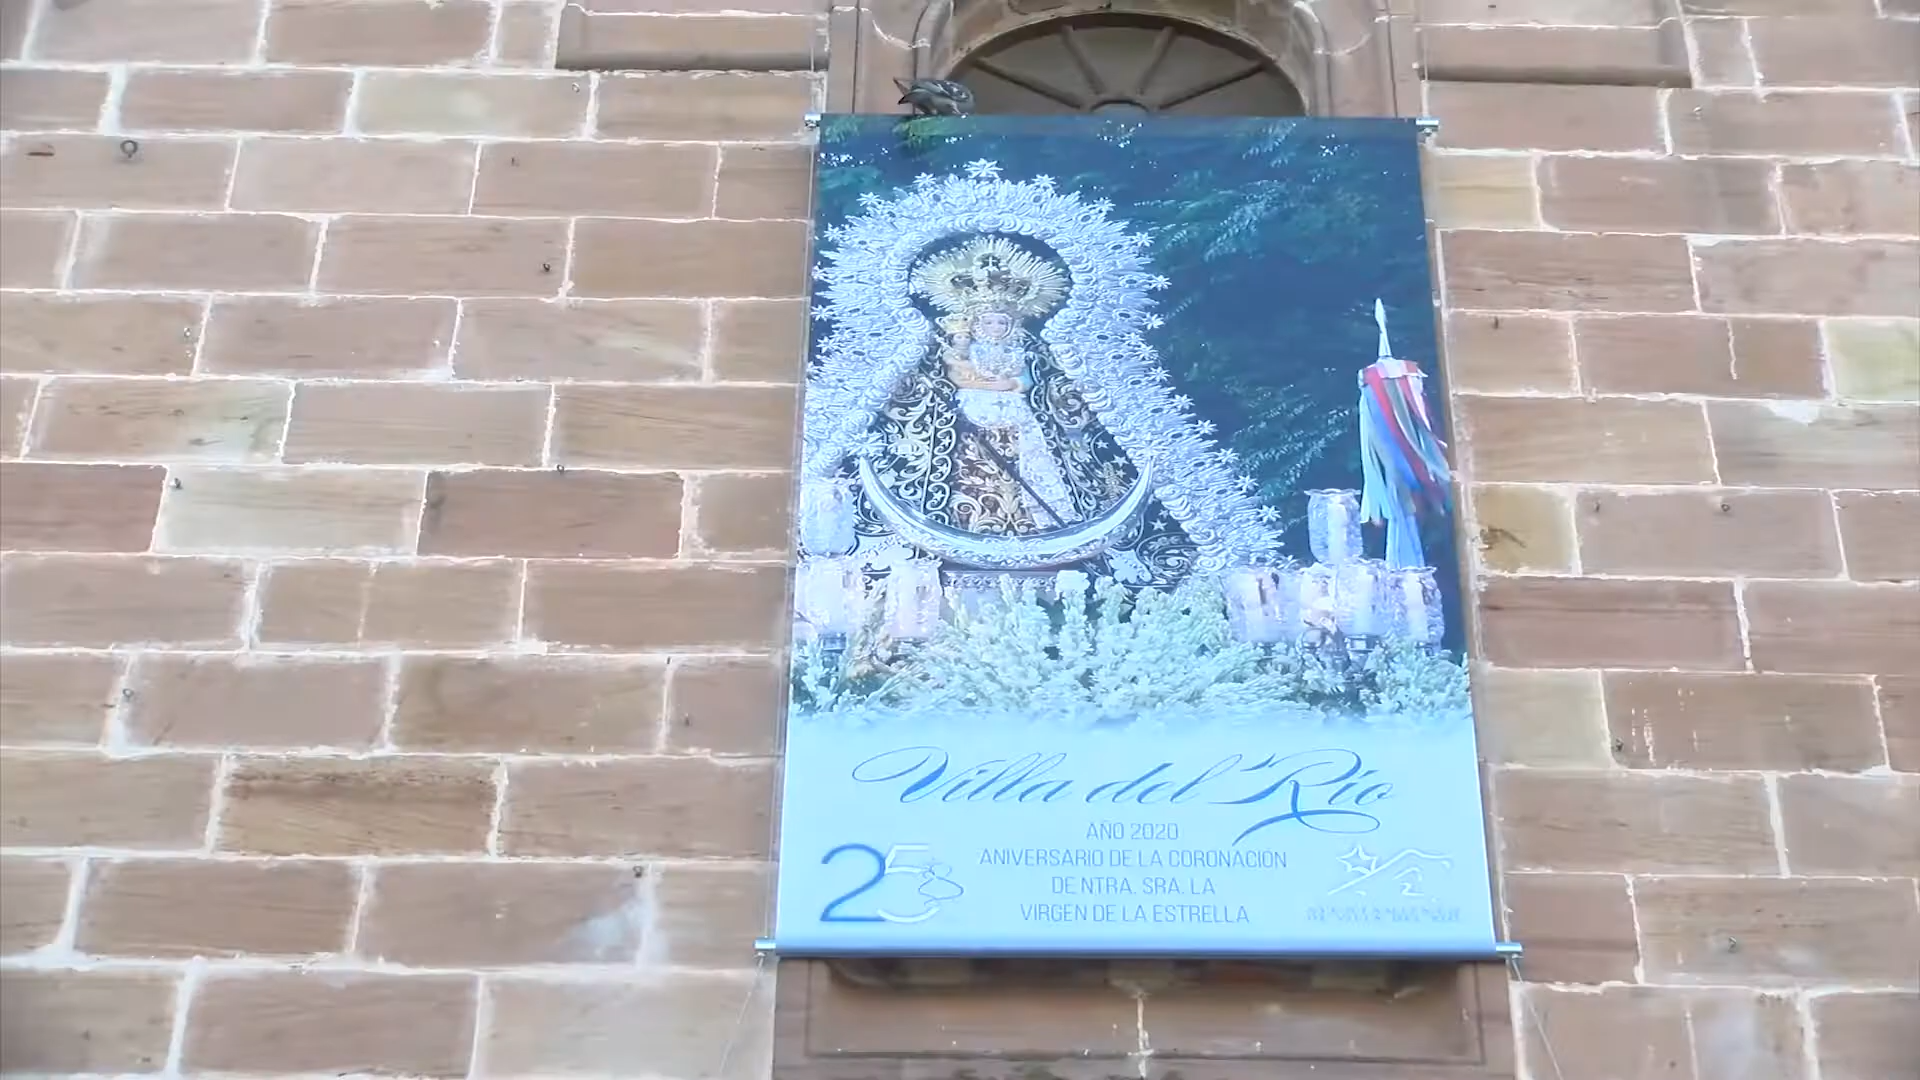 Villa del Río
AÑO 2020
25
ANIVERSARIO DE LA CORONACIÓN
DE NTRA. SRA. LA
VIRGEN DE LA ESTRELLA